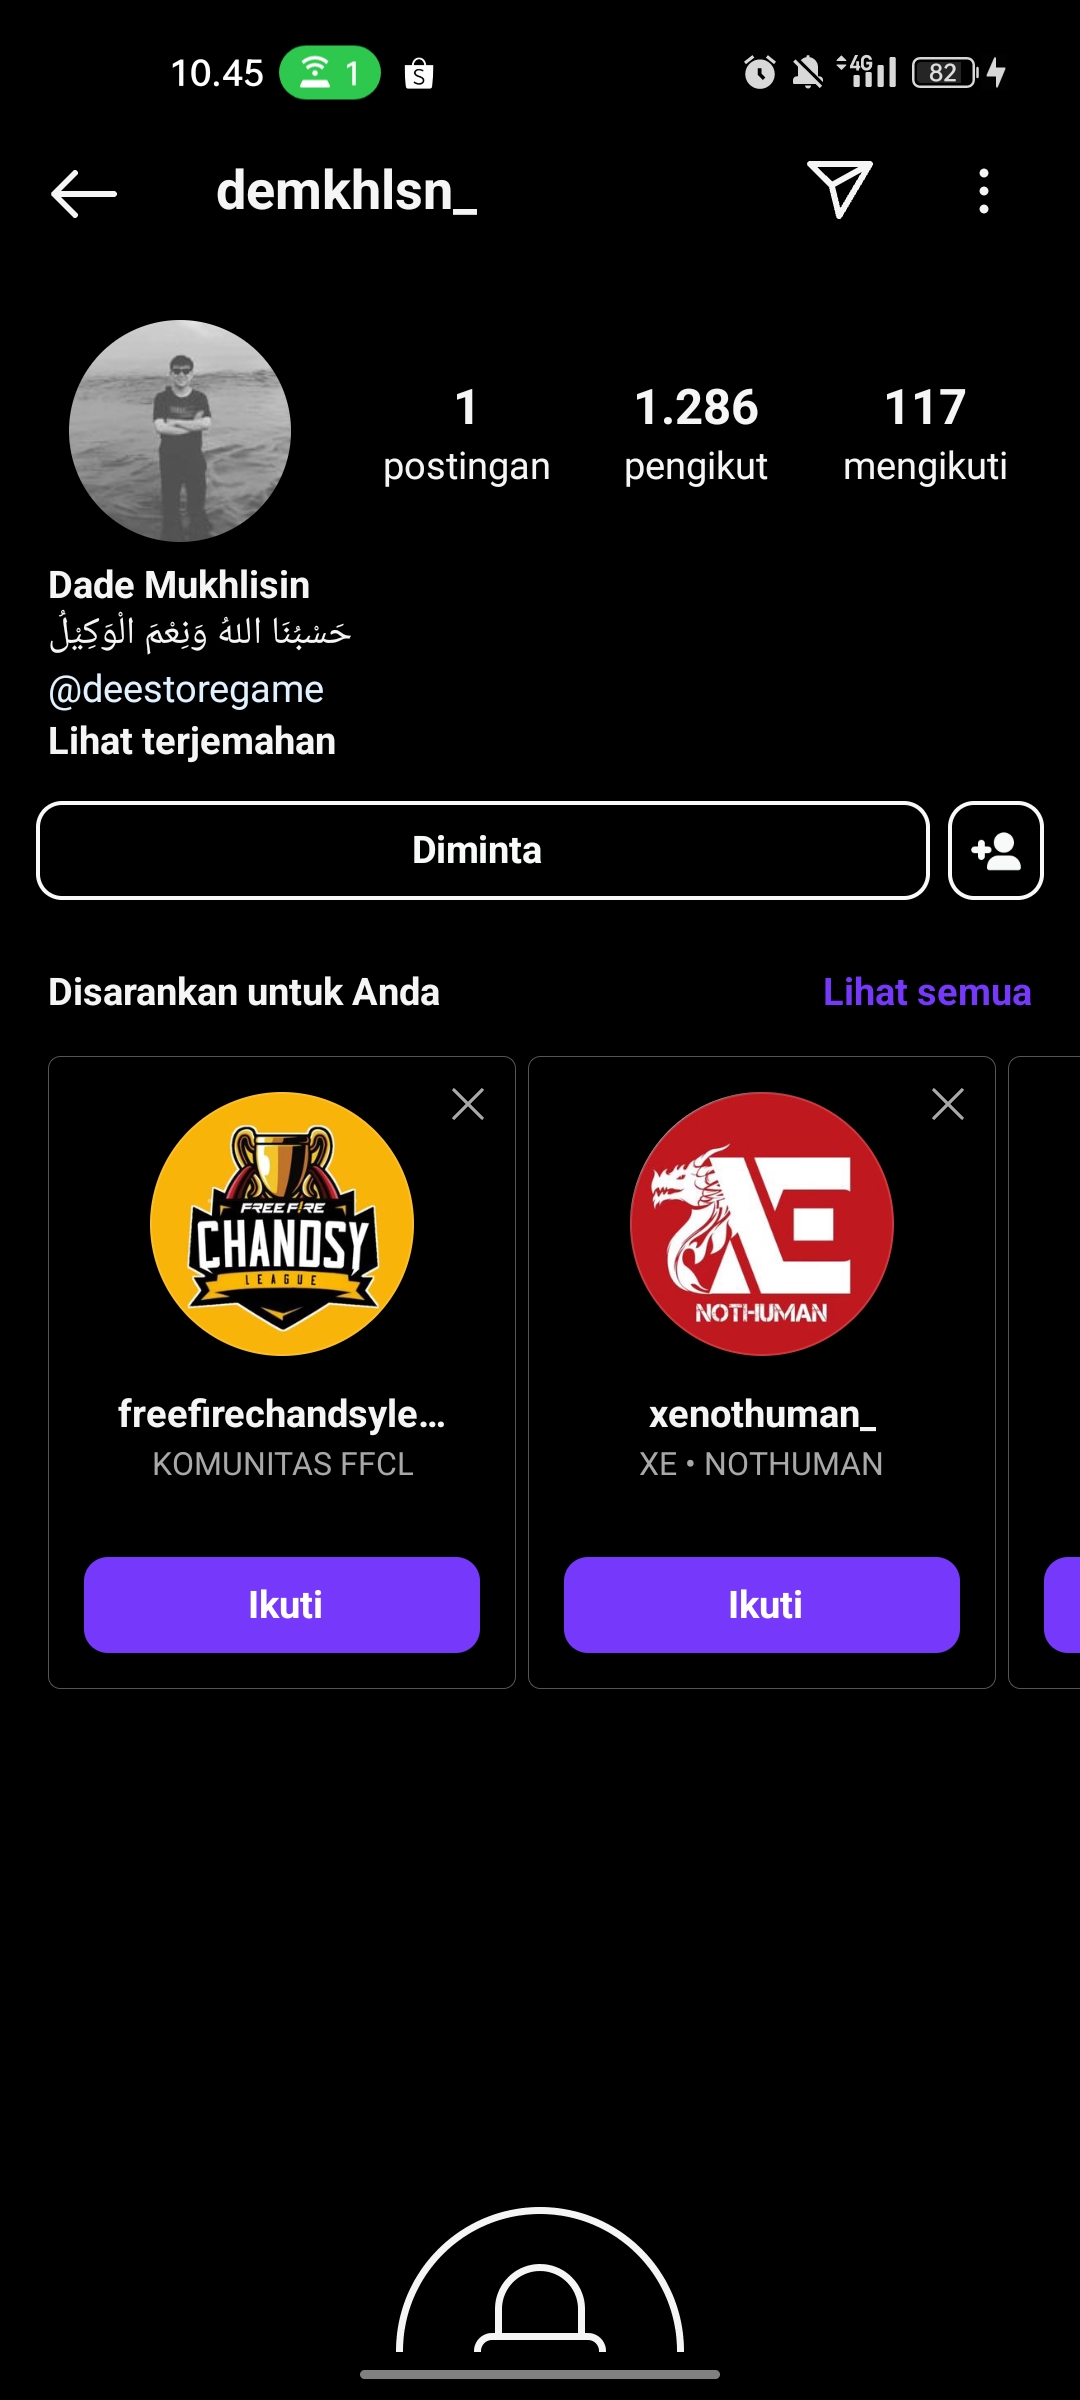 10.45
1
S
4G
82
demkhlsn_
1
1.286
117
postingan
pengikut
mengikuti
Dade Mukhlisin
حَسْبُنَا اللهُ وَنِعْمَ الْوَكِيْلُ
@deestoregame
Lihat terjemahan
Diminta
Disarankan untuk Anda
Lihat semua
FREE FIRE
CHANDSY
LEAGUE
XE
NOTHUMAN
freefirechandsyle...
xenothuman_
KOMUNITAS FFCL
XE • NOTHUMAN
Ikuti
Ikuti